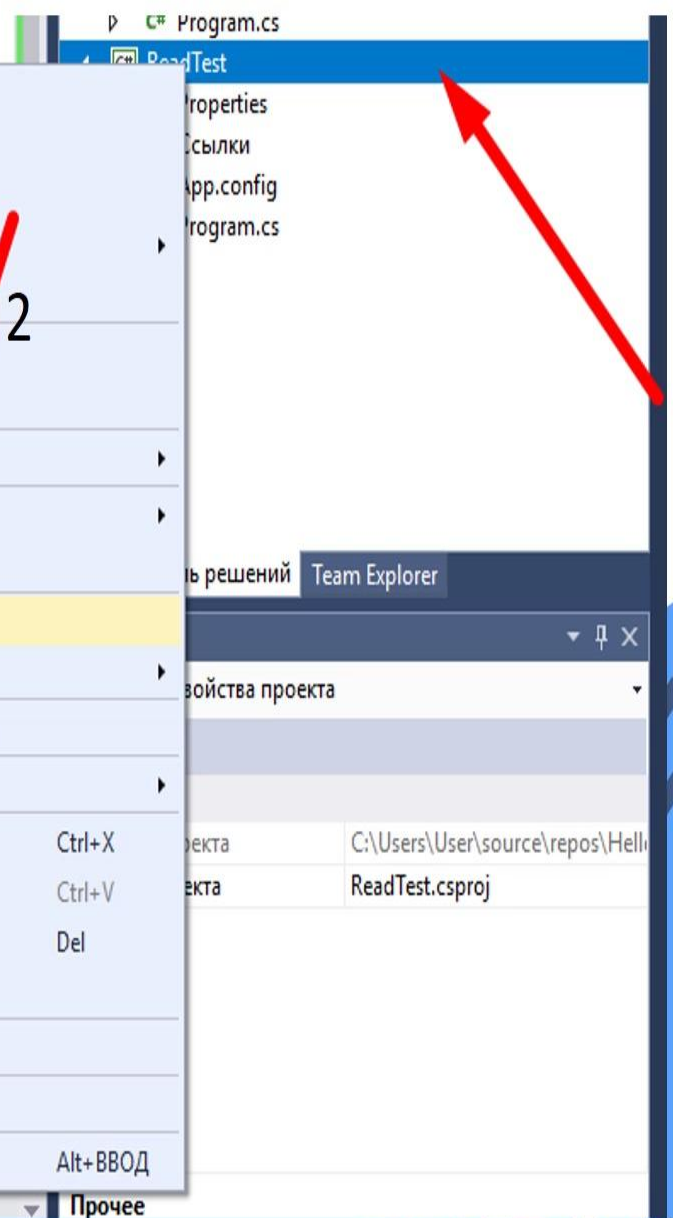 C# Program.cs
C# ReadTest
Properties
Ссылки
App.config
Program.cs
2
ь решений Team Explorer
войства проекта
Ctrl+X
оекта C:\Users\User\source\repos\Hell
Ctrl+V
екта ReadTest.csproj
Del
Alt+ВВОД
Прочее